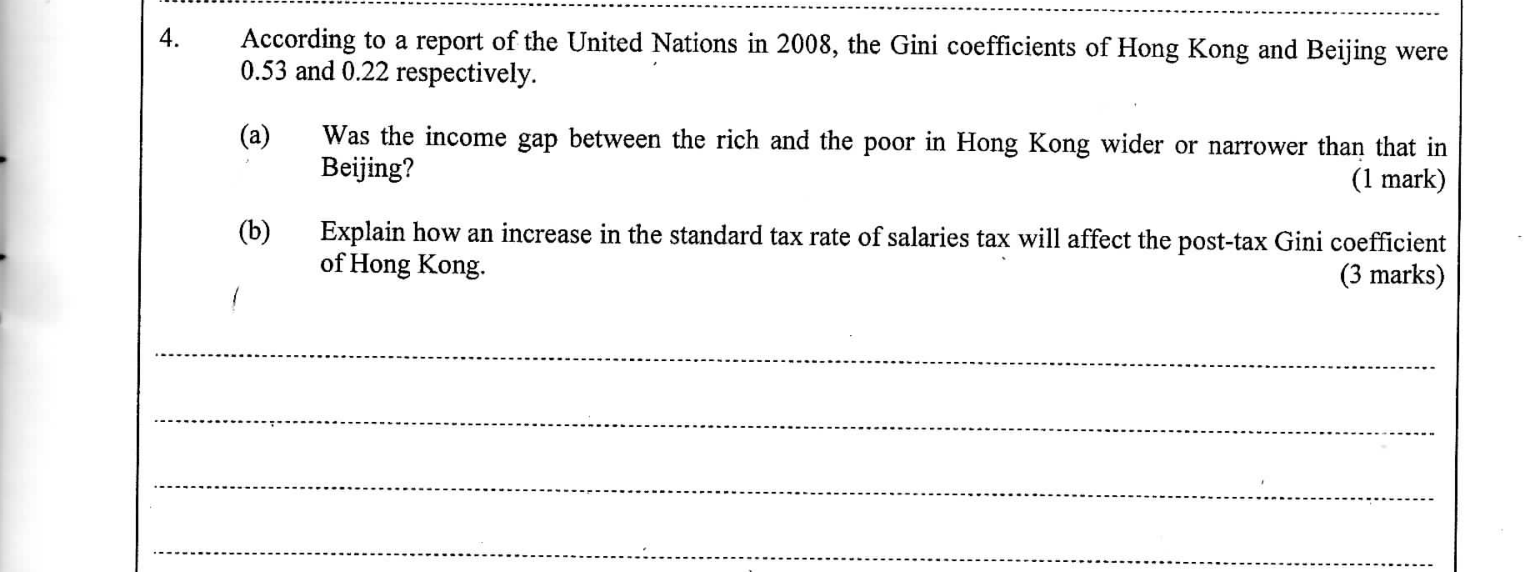 4. According to a report of the United Nations in 2008, the Gini coefficients of Hong Kong and Beijing were
0.53 and 0.22 respectively.
(a) Was the income gap between the rich and the poor in Hong Kong wider or narrower than that in
Beijing? (1 mark)
(b) Explain how an increase in the standard tax rate of salaries tax will affect the post-tax Gini coefficient
of Hong Kong. (3 marks)